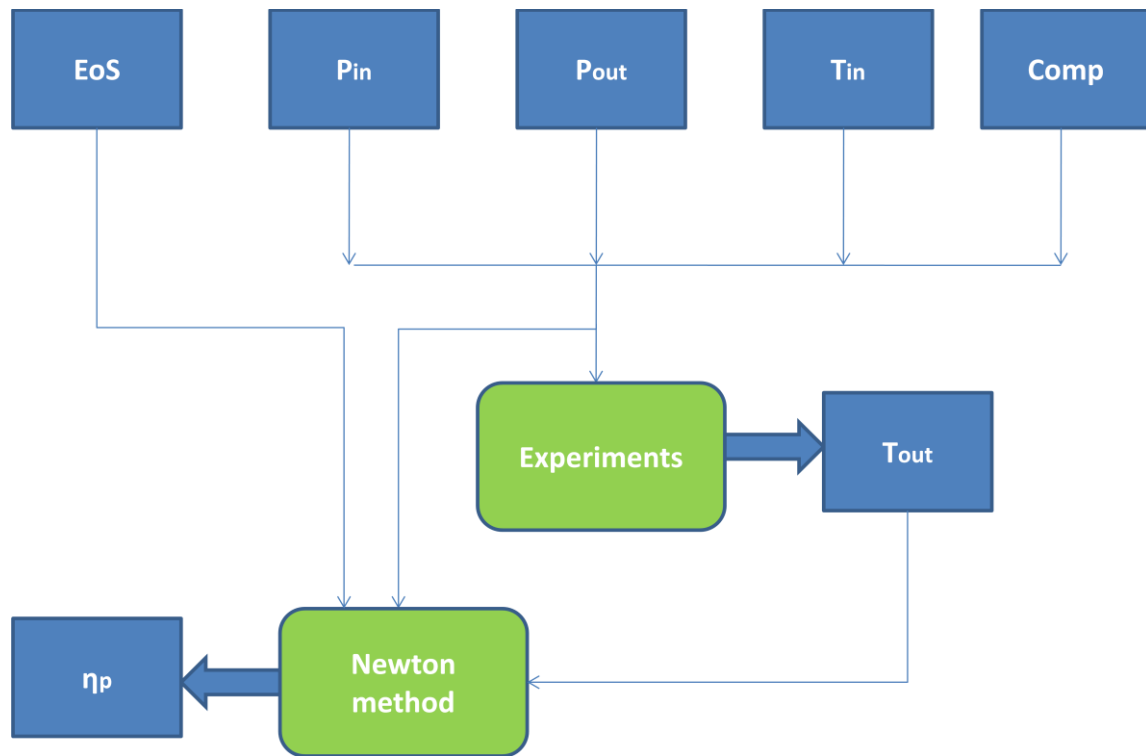 EoS
Pin
Pout
Tin
Comp
Experiments
Tout
ηp
Newton
method